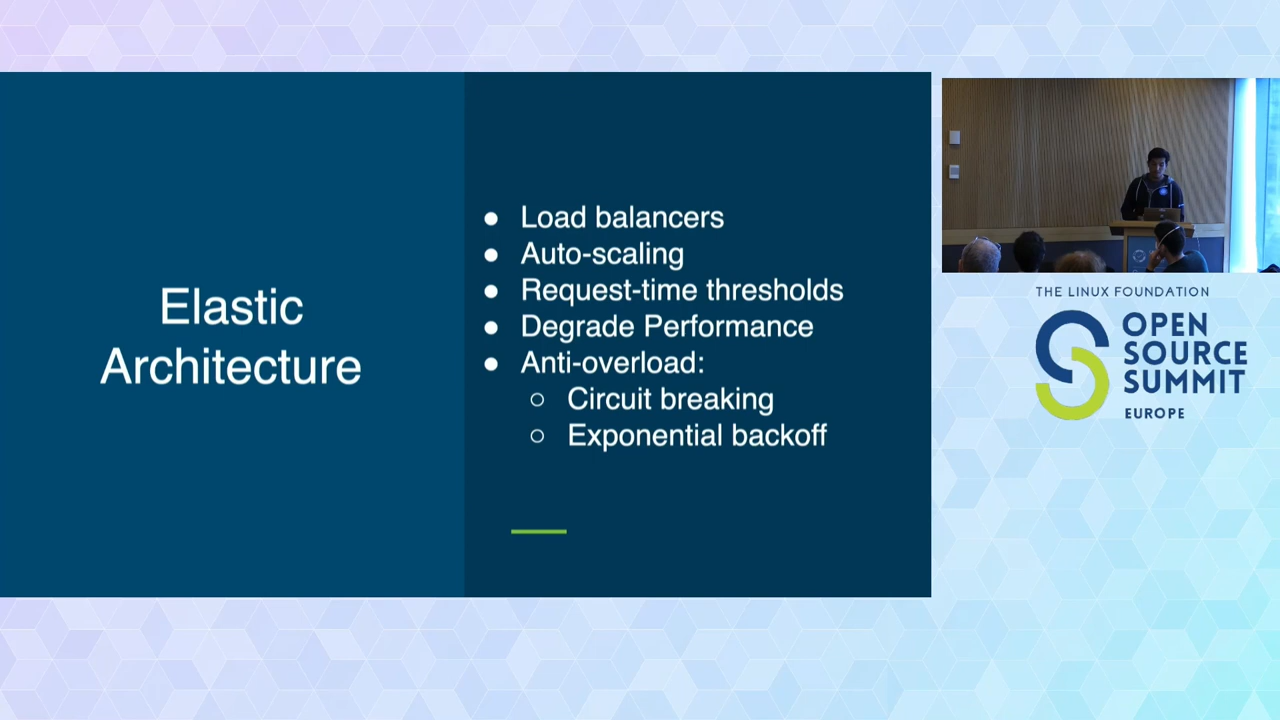 Elastic
Architecture
● Load balancers
● Auto-scaling
● Request-time thresholds
● Degrade Performance
● Anti-overload:
○ Circuit breaking
○ Exponential backoff
THE LINUX FOUNDATION
OPEN
SOURCE
SUMMIT
EUROPE